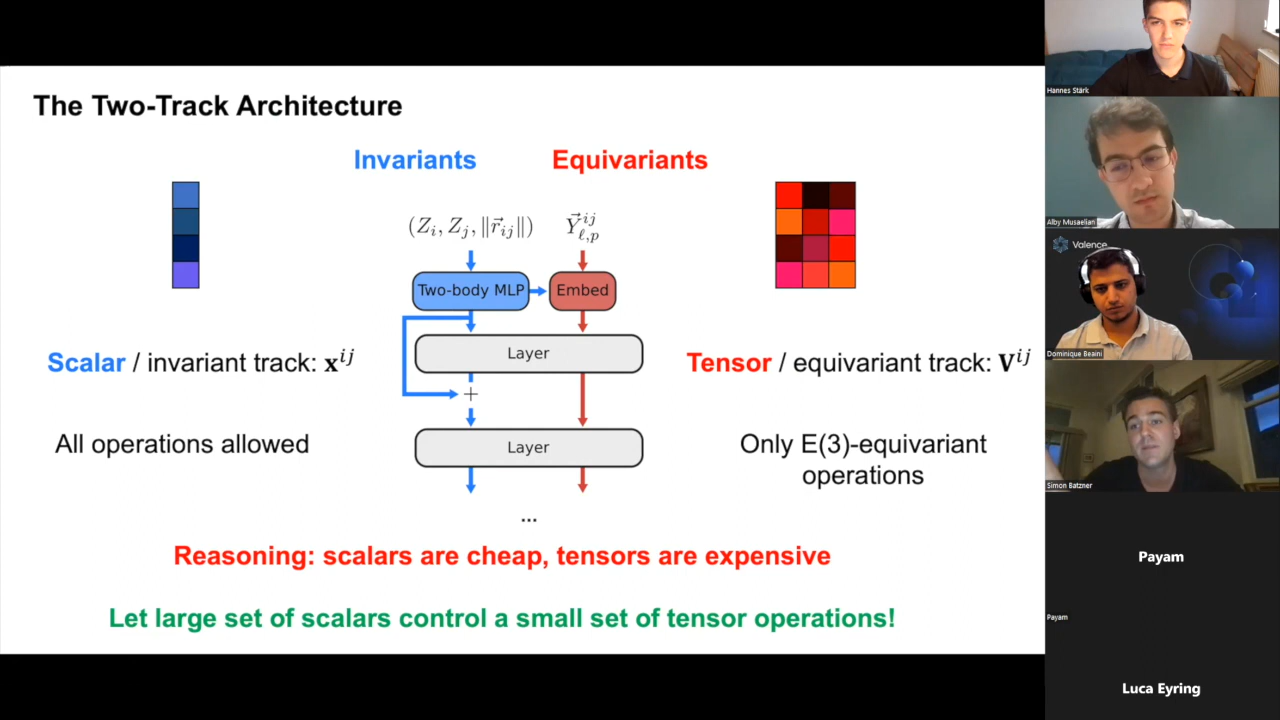 The Two-Track Architecture
Invariants
Equivariants
(Z_i, Z_j, ‖r⃗_{ij}‖)
Y⃗^{ij}_{ℓ,p}
Two-body MLP
Embed
Layer
Scalar / invariant track: x^{ij}
Tensor / equivariant track: V^{ij}
+
All operations allowed
Layer
Only E(3)-equivariant
operations
...
Reasoning: scalars are cheap, tensors are expensive
Let large set of scalars control a small set of tensor operations!
Hannes Stärk
Alby Musaelian
Valence
Dominique Beaini
Simon Batzner
Payam
Payam
Luca Eyring